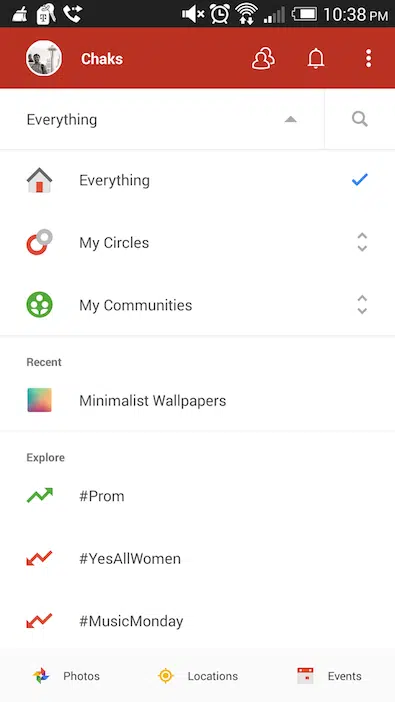 10:38 PM
Chaks
Everything
Everything
My Circles
My Communities
Recent
Minimalist Wallpapers
Explore
#Prom
#YesAllWomen
#MusicMonday
Photos Locations Events